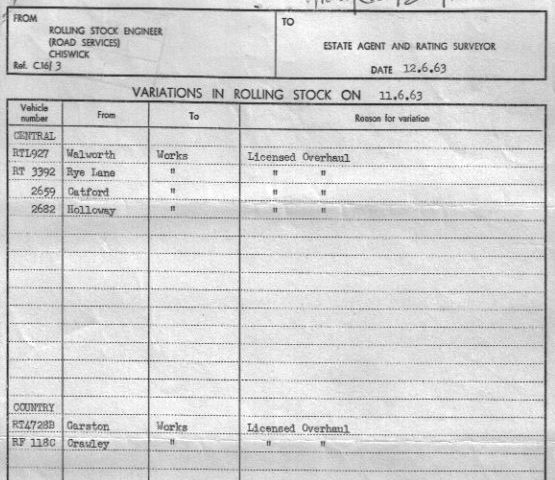 FROM
ROLLING STOCK ENGINEER
(ROAD SERVICES)
CHISWICK
Ref. C.16/ 3
TO
ESTATE AGENT AND RATING SURVEYOR
DATE 12.6.63
VARIATIONS IN ROLLING STOCK ON 11.6.63
Vehicle number From To Reason for variation
CENTRAL
RTL927 Walworth Works Licensed Overhaul
RT 3392 Rye Lane " " "
2659 Catford " " "
2682 Holloway " " "
COUNTRY
RT4728B Garston Works Licensed Overhaul
RF 118C Crawley " " "